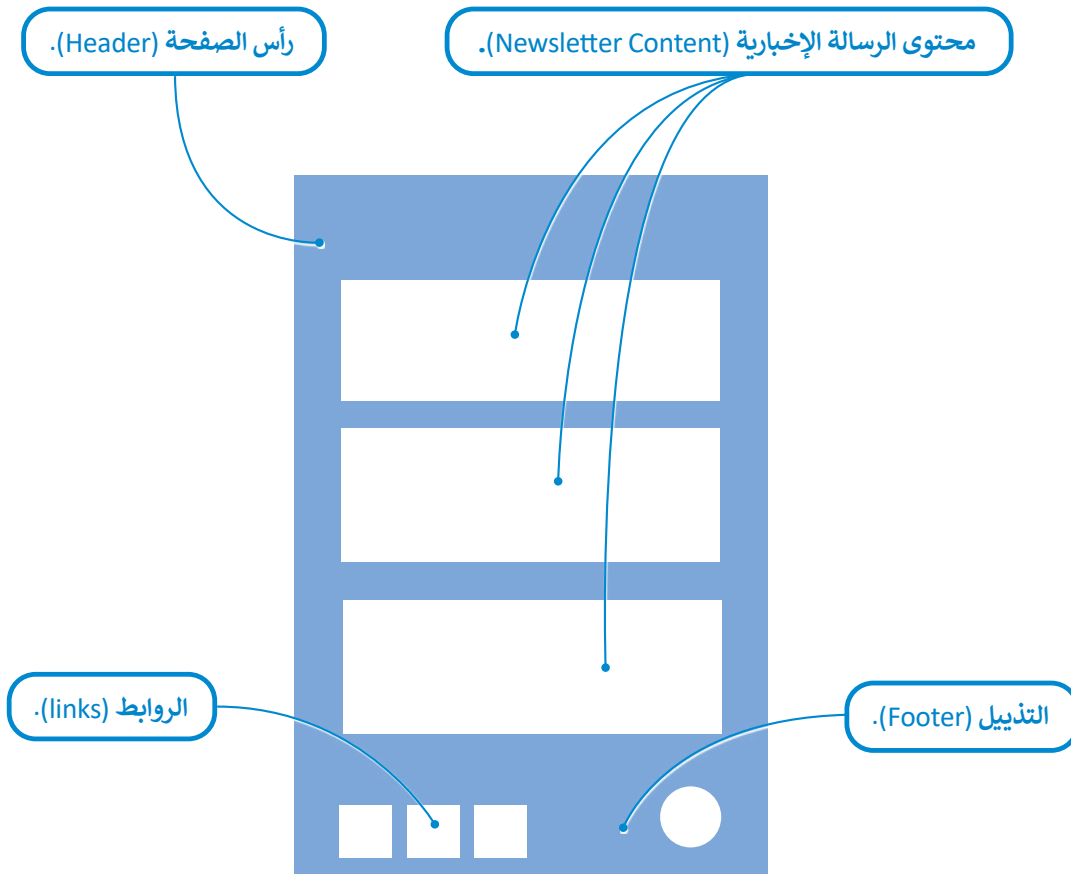 رأس الصفحة (Header).
محتوى الرسالة الإخبارية (Newsletter Content).
الروابط (links).
التذييل (Footer).